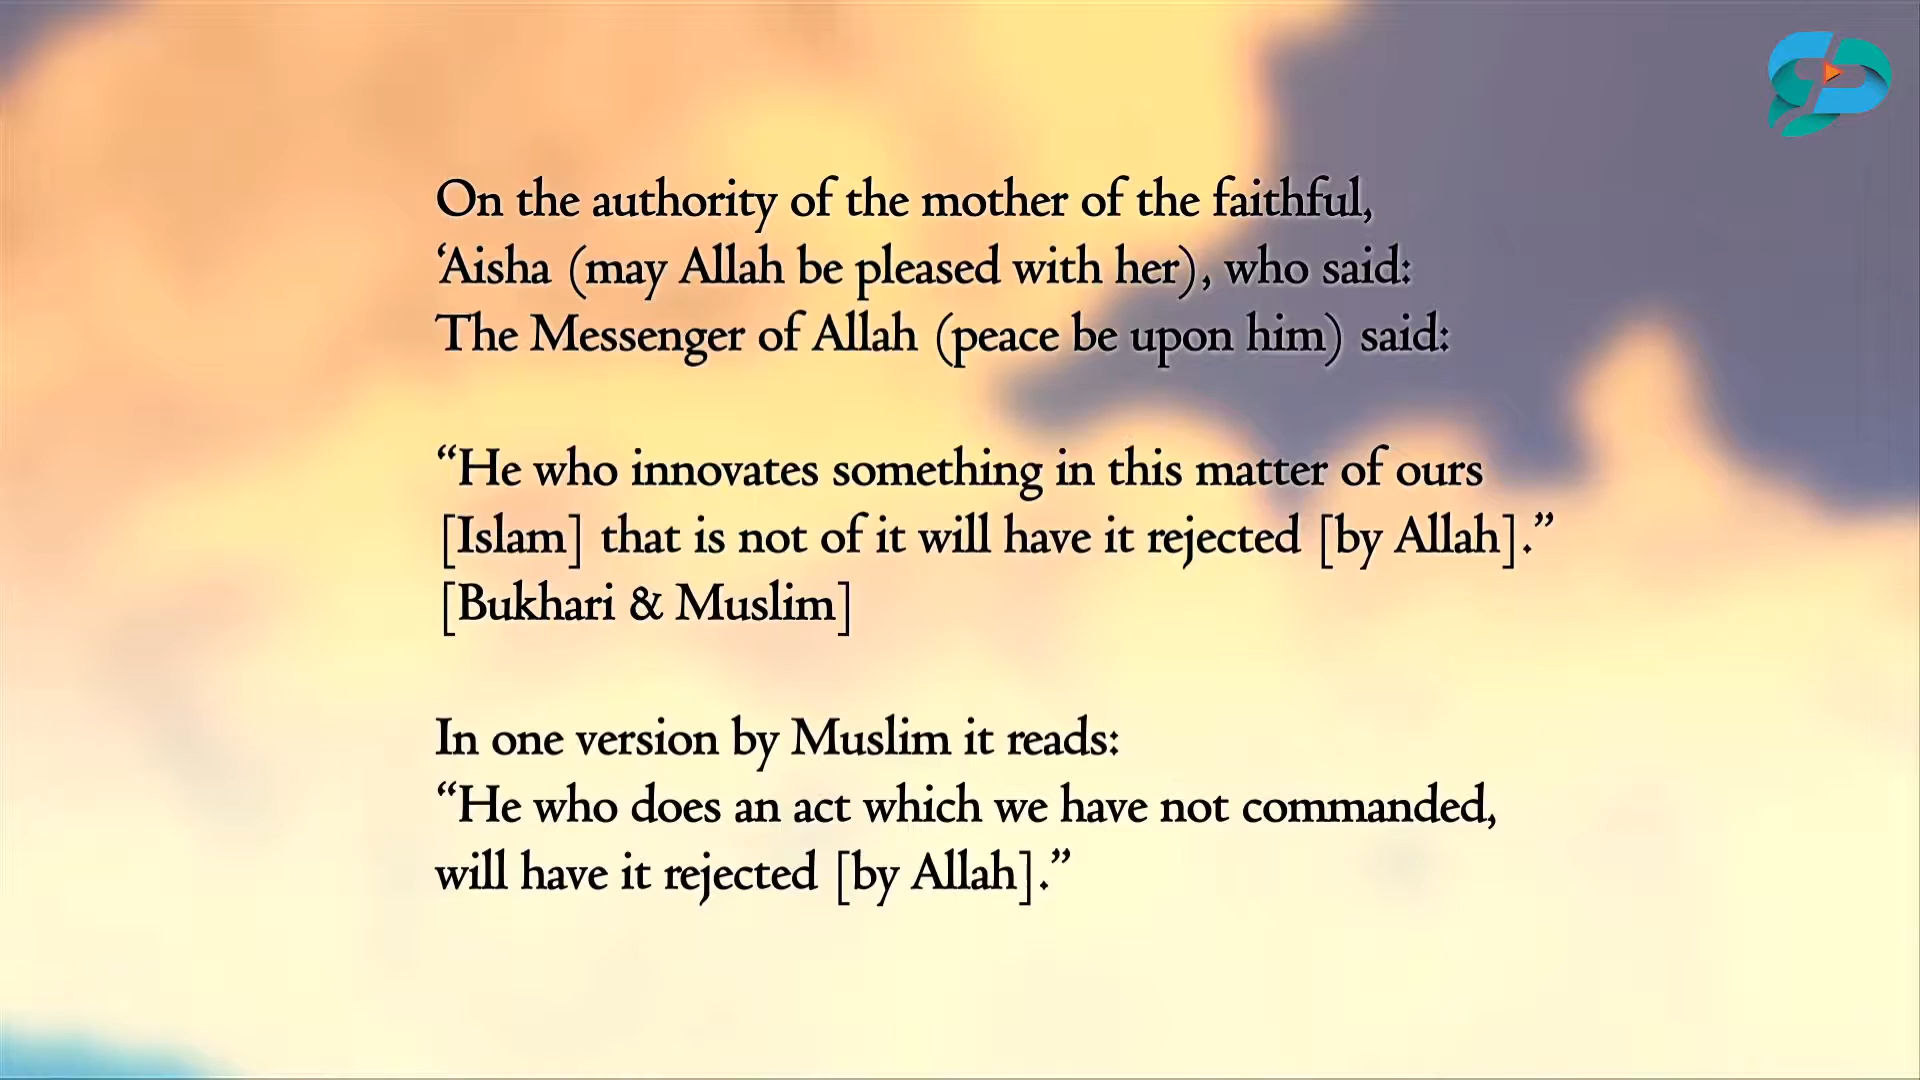 On the authority of the mother of the faithful,
‘Aisha (may Allah be pleased with her), who said:
The Messenger of Allah (peace be upon him) said:
“He who innovates something in this matter of ours
[Islam] that is not of it will have it rejected [by Allah].”
[Bukhari & Muslim]
In one version by Muslim it reads:
“He who does an act which we have not commanded,
will have it rejected [by Allah].”